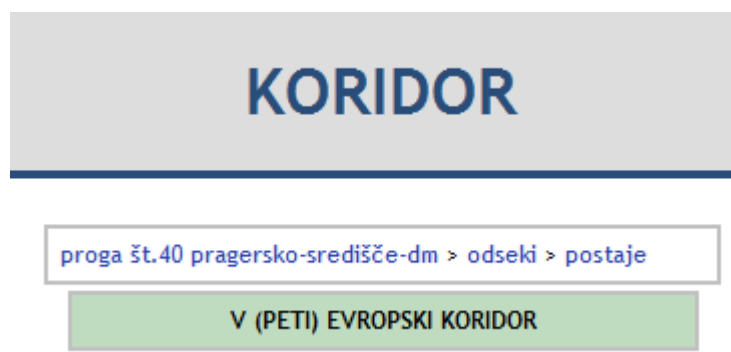 KORIDOR
proga št.40 pragersko-središče-dm > odseki > postaje
V (PETI) EVROPSKI KORIDOR